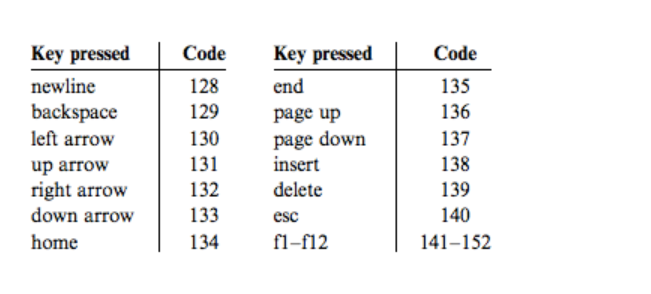 Key pressed Code Key pressed Code
newline 128 end 135
backspace 129 page up 136
left arrow 130 page down 137
up arrow 131 insert 138
right arrow 132 delete 139
down arrow 133 esc 140
home 134 f1–f12 141–152